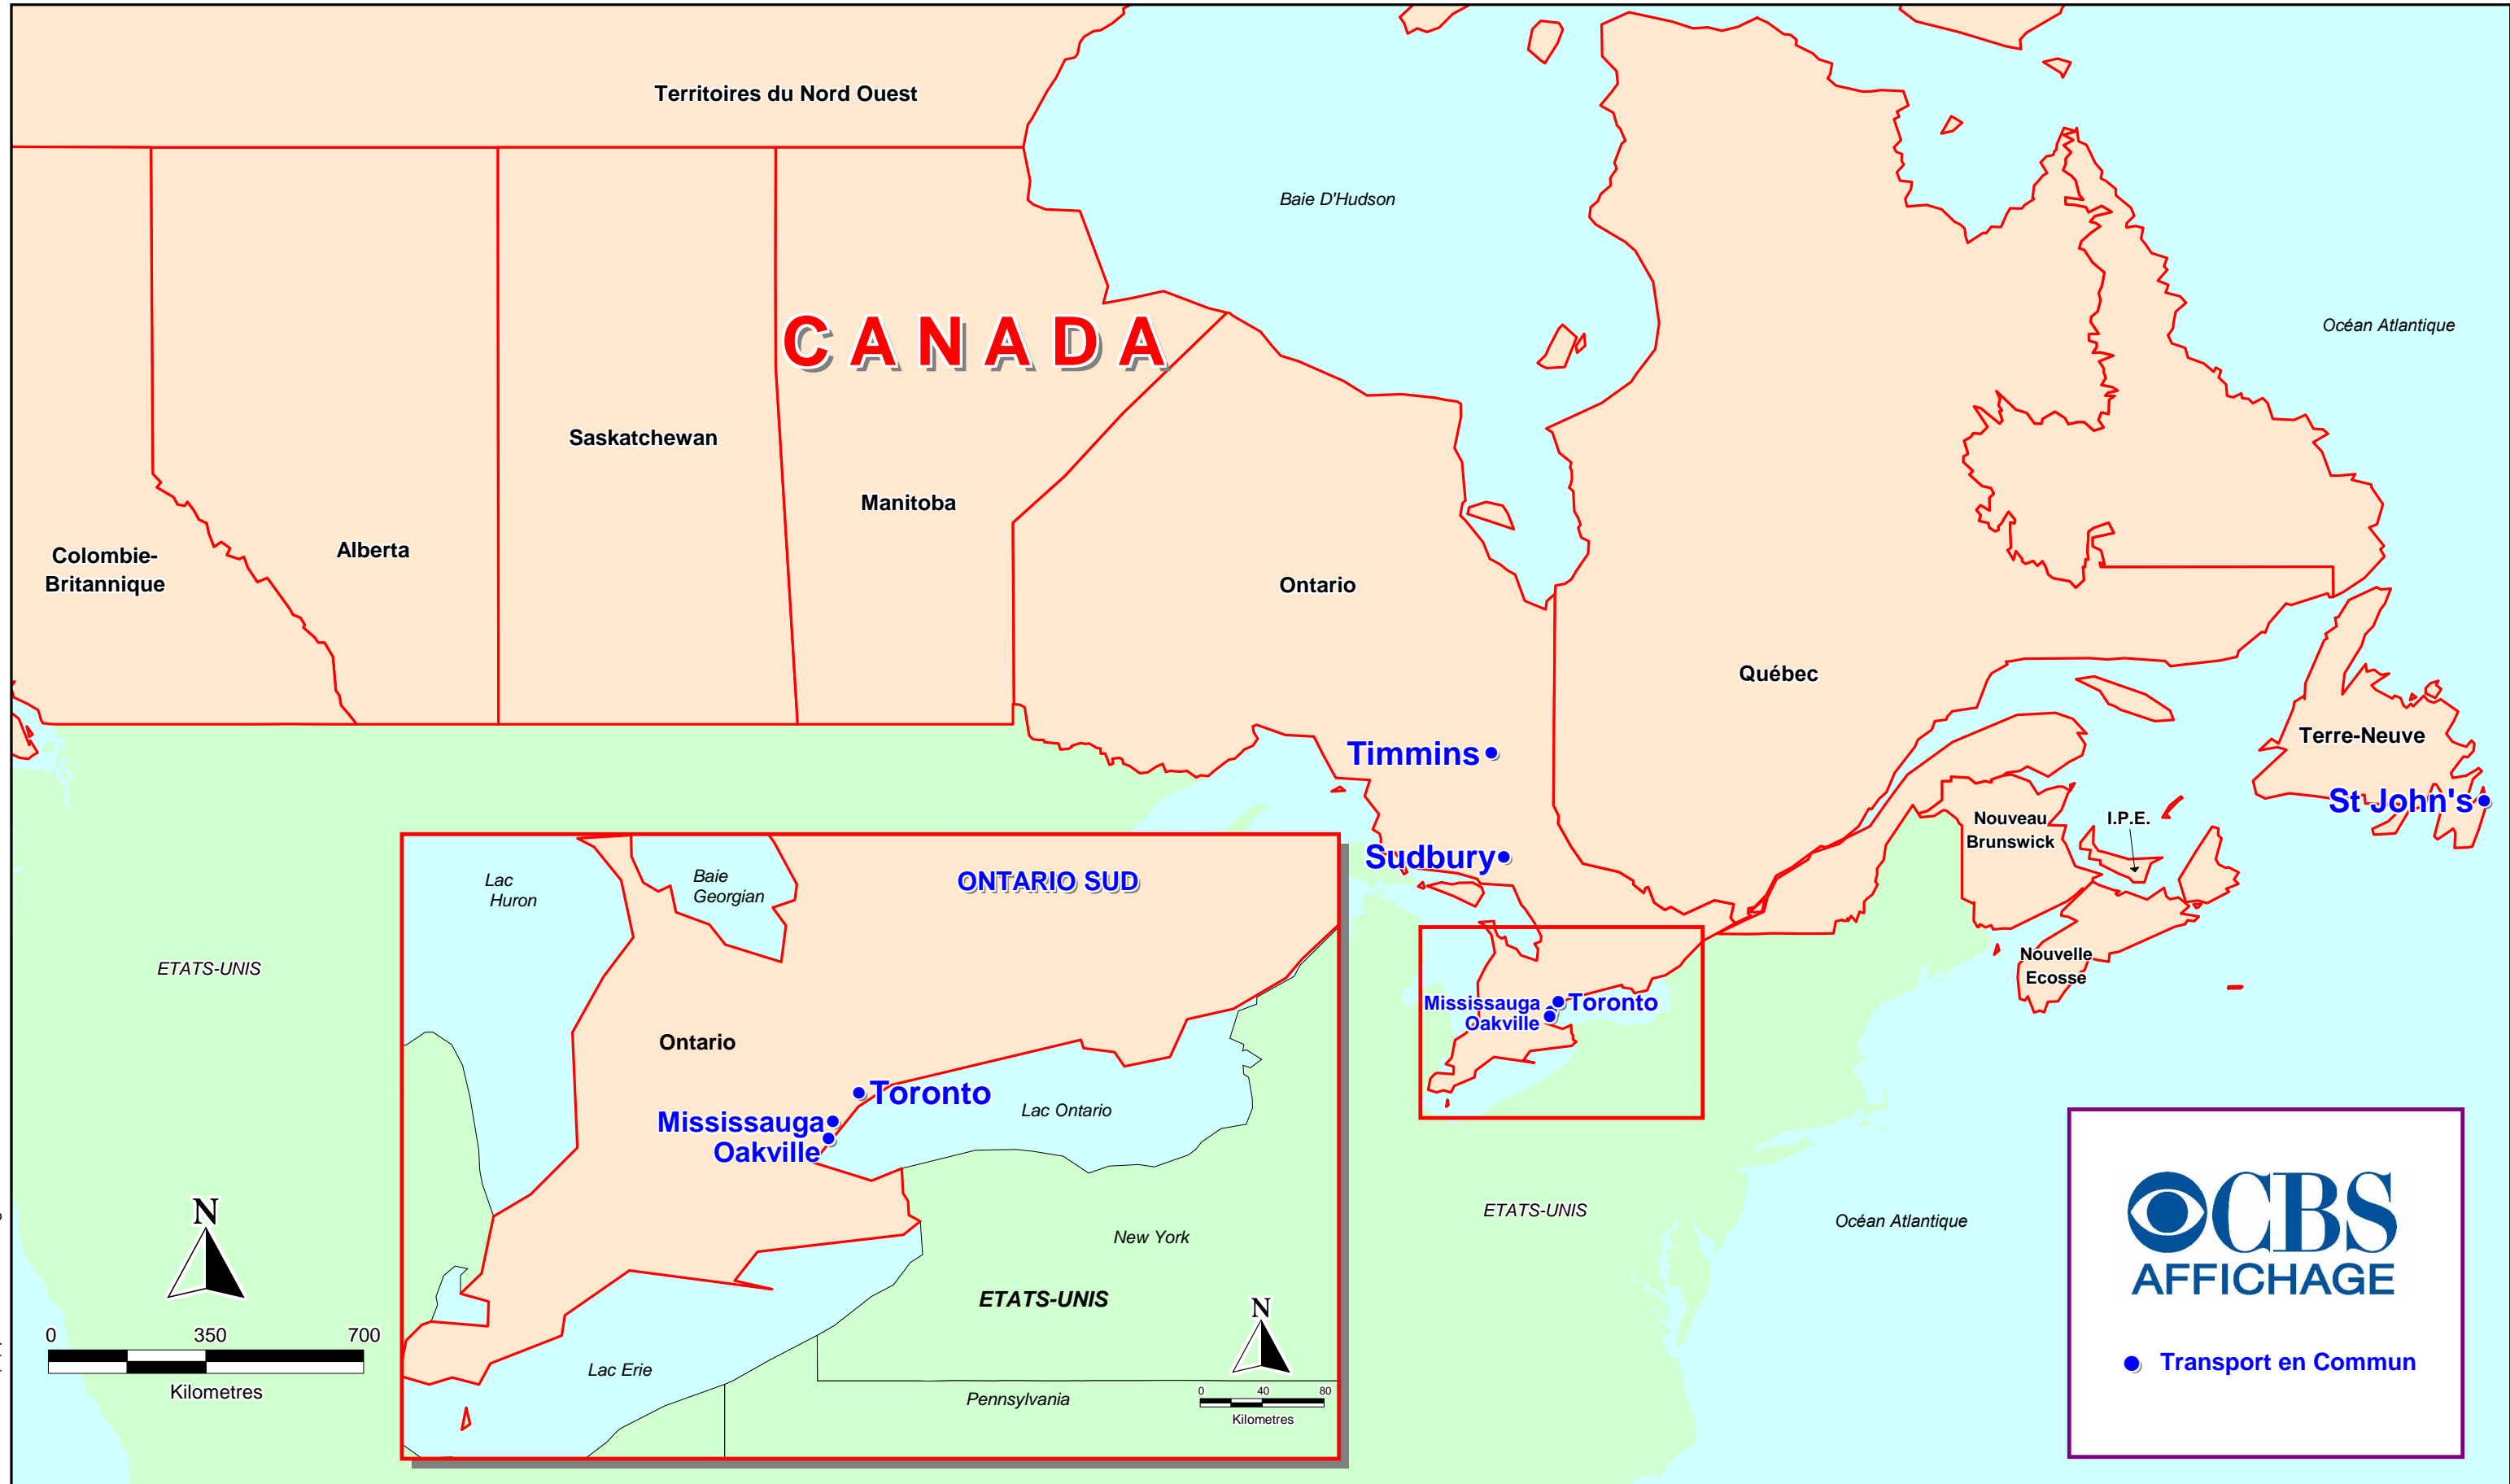 Territoires du Nord Ouest
Baie D'Hudson
Océan Atlantique
CANADA
Saskatchewan
Manitoba
Colombie-
Britannique
Alberta
Ontario
Québec
Terre-Neuve
Timmins
St John's
Nouveau
Brunswick
I.P.E.
Sudbury
Nouvelle
Ecosse
Mississauga
Toronto
Oakville
ETATS-UNIS
ETATS-UNIS
Océan Atlantique
Lac
Huron
Baie
Georgian
ONTARIO SUD
Ontario
Toronto
Mississauga
Oakville
Lac Ontario
New York
ETATS-UNIS
Lac Erie
Pennsylvania
N
0 40 80
Kilometres
N
0 350 700
Kilometres
CBS
AFFICHAGE
Transport en Commun